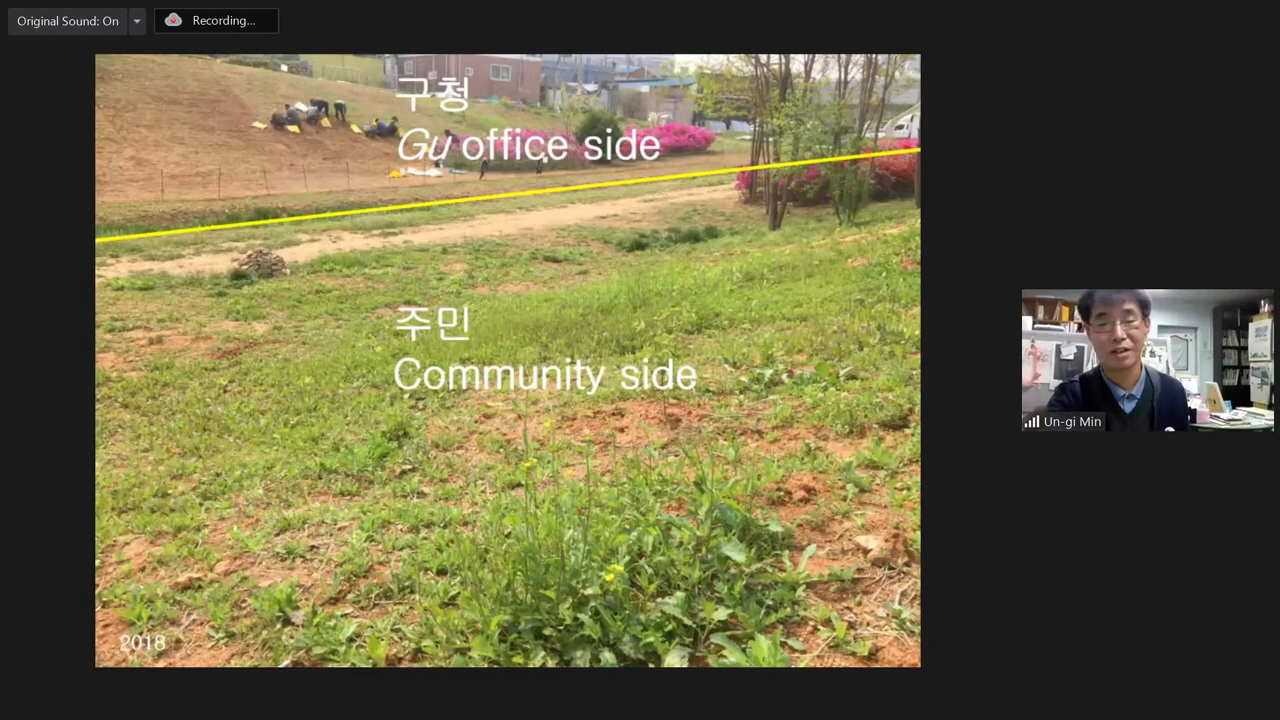 Original Sound: On
Recording...
구청
Gu office side
주민
Community side
2018
Un-gi Min